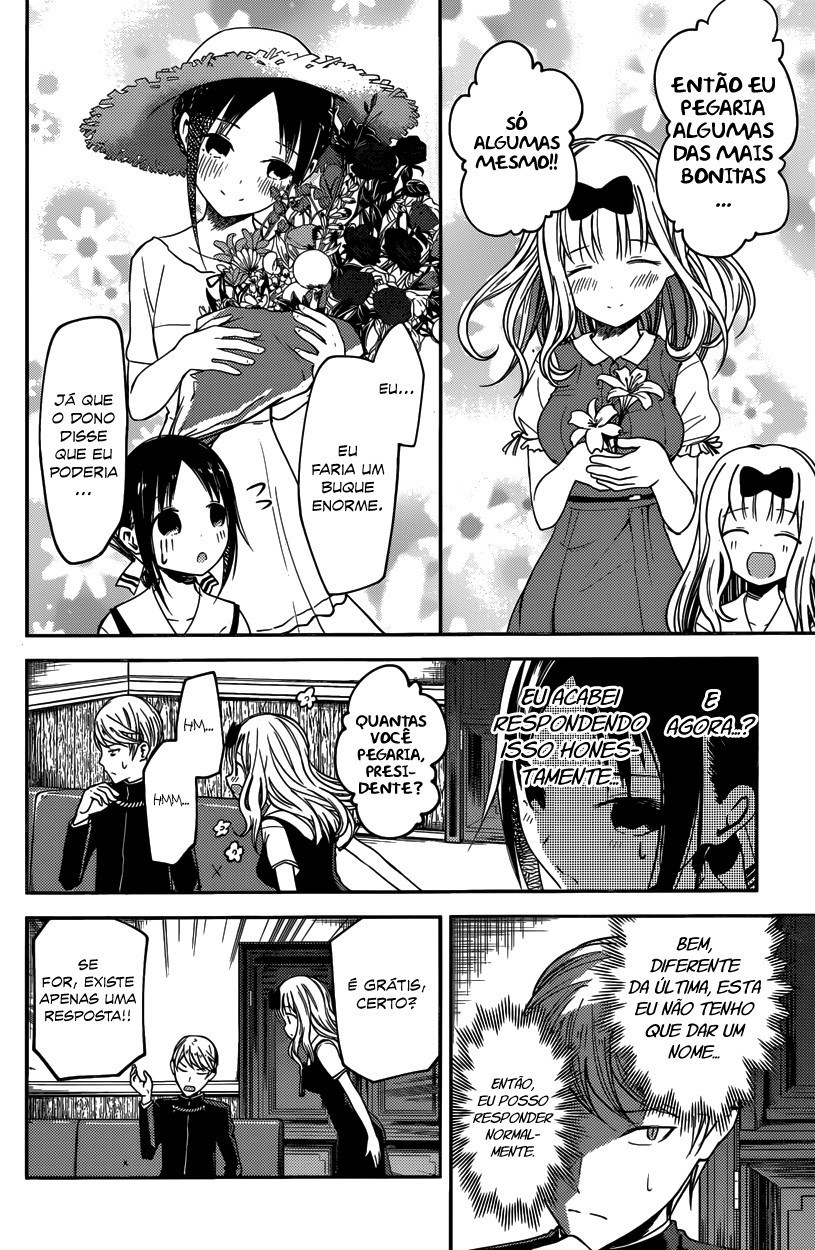 ENTÃO EU
PEGARIA
ALGUMAS
DAS MAIS
BONITAS
...
SÓ
ALGUMAS
MESMO!!
EU...
EU
FARIA UM
BUQUE
ENORME.
JÁ QUE
O DONO
DISSE
QUE EU
PODERIA
...
E
AGORA...?
EU ACABEI
RESPONDENDO
ISSO HONES-
TAMENTE...
QUANTAS
VOCÊ
PEGARIA,
PRESI-
DENTE?
HM...
HMM...
BEM,
DIFERENTE
DA ÚLTIMA, ESTA
EU NÃO TENHO
QUE DAR UM
NOME...
ENTÃO,
EU POSSO
RESPONDER
NORMAL-
MENTE.
É GRÁTIS,
CERTO?
SE
FOR, EXISTE
APENAS UMA
RESPOSTA!!